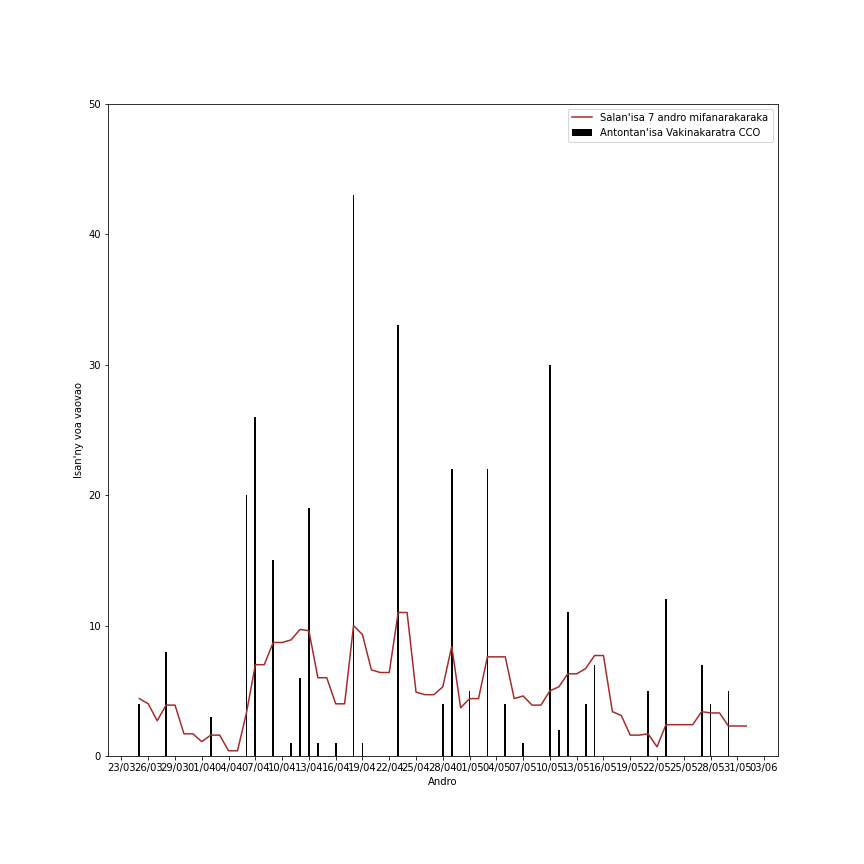 50
Salan'isa 7 andro mifanarakaraka
Antontan'isa Vakinakaratra CCO
40
30
20
10
0
Isan'ny voa vaovao
23/03 26/03 29/03 01/04 04/04 07/04 10/04 13/04 16/04 19/04 22/04 25/04 28/04 01/05 04/05 07/05 10/05 13/05 16/05 19/05 22/05 25/05 28/05 31/05 03/06
Andro